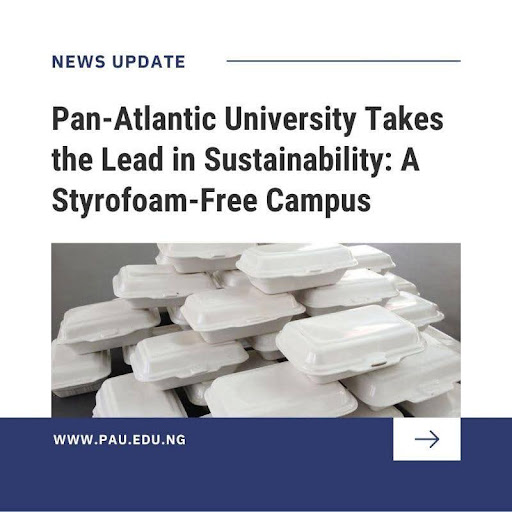 NEWS UPDATE
Pan-Atlantic University Takes
the Lead in Sustainability: A
Styrofoam-Free Campus
WWW.PAU.EDU.NG